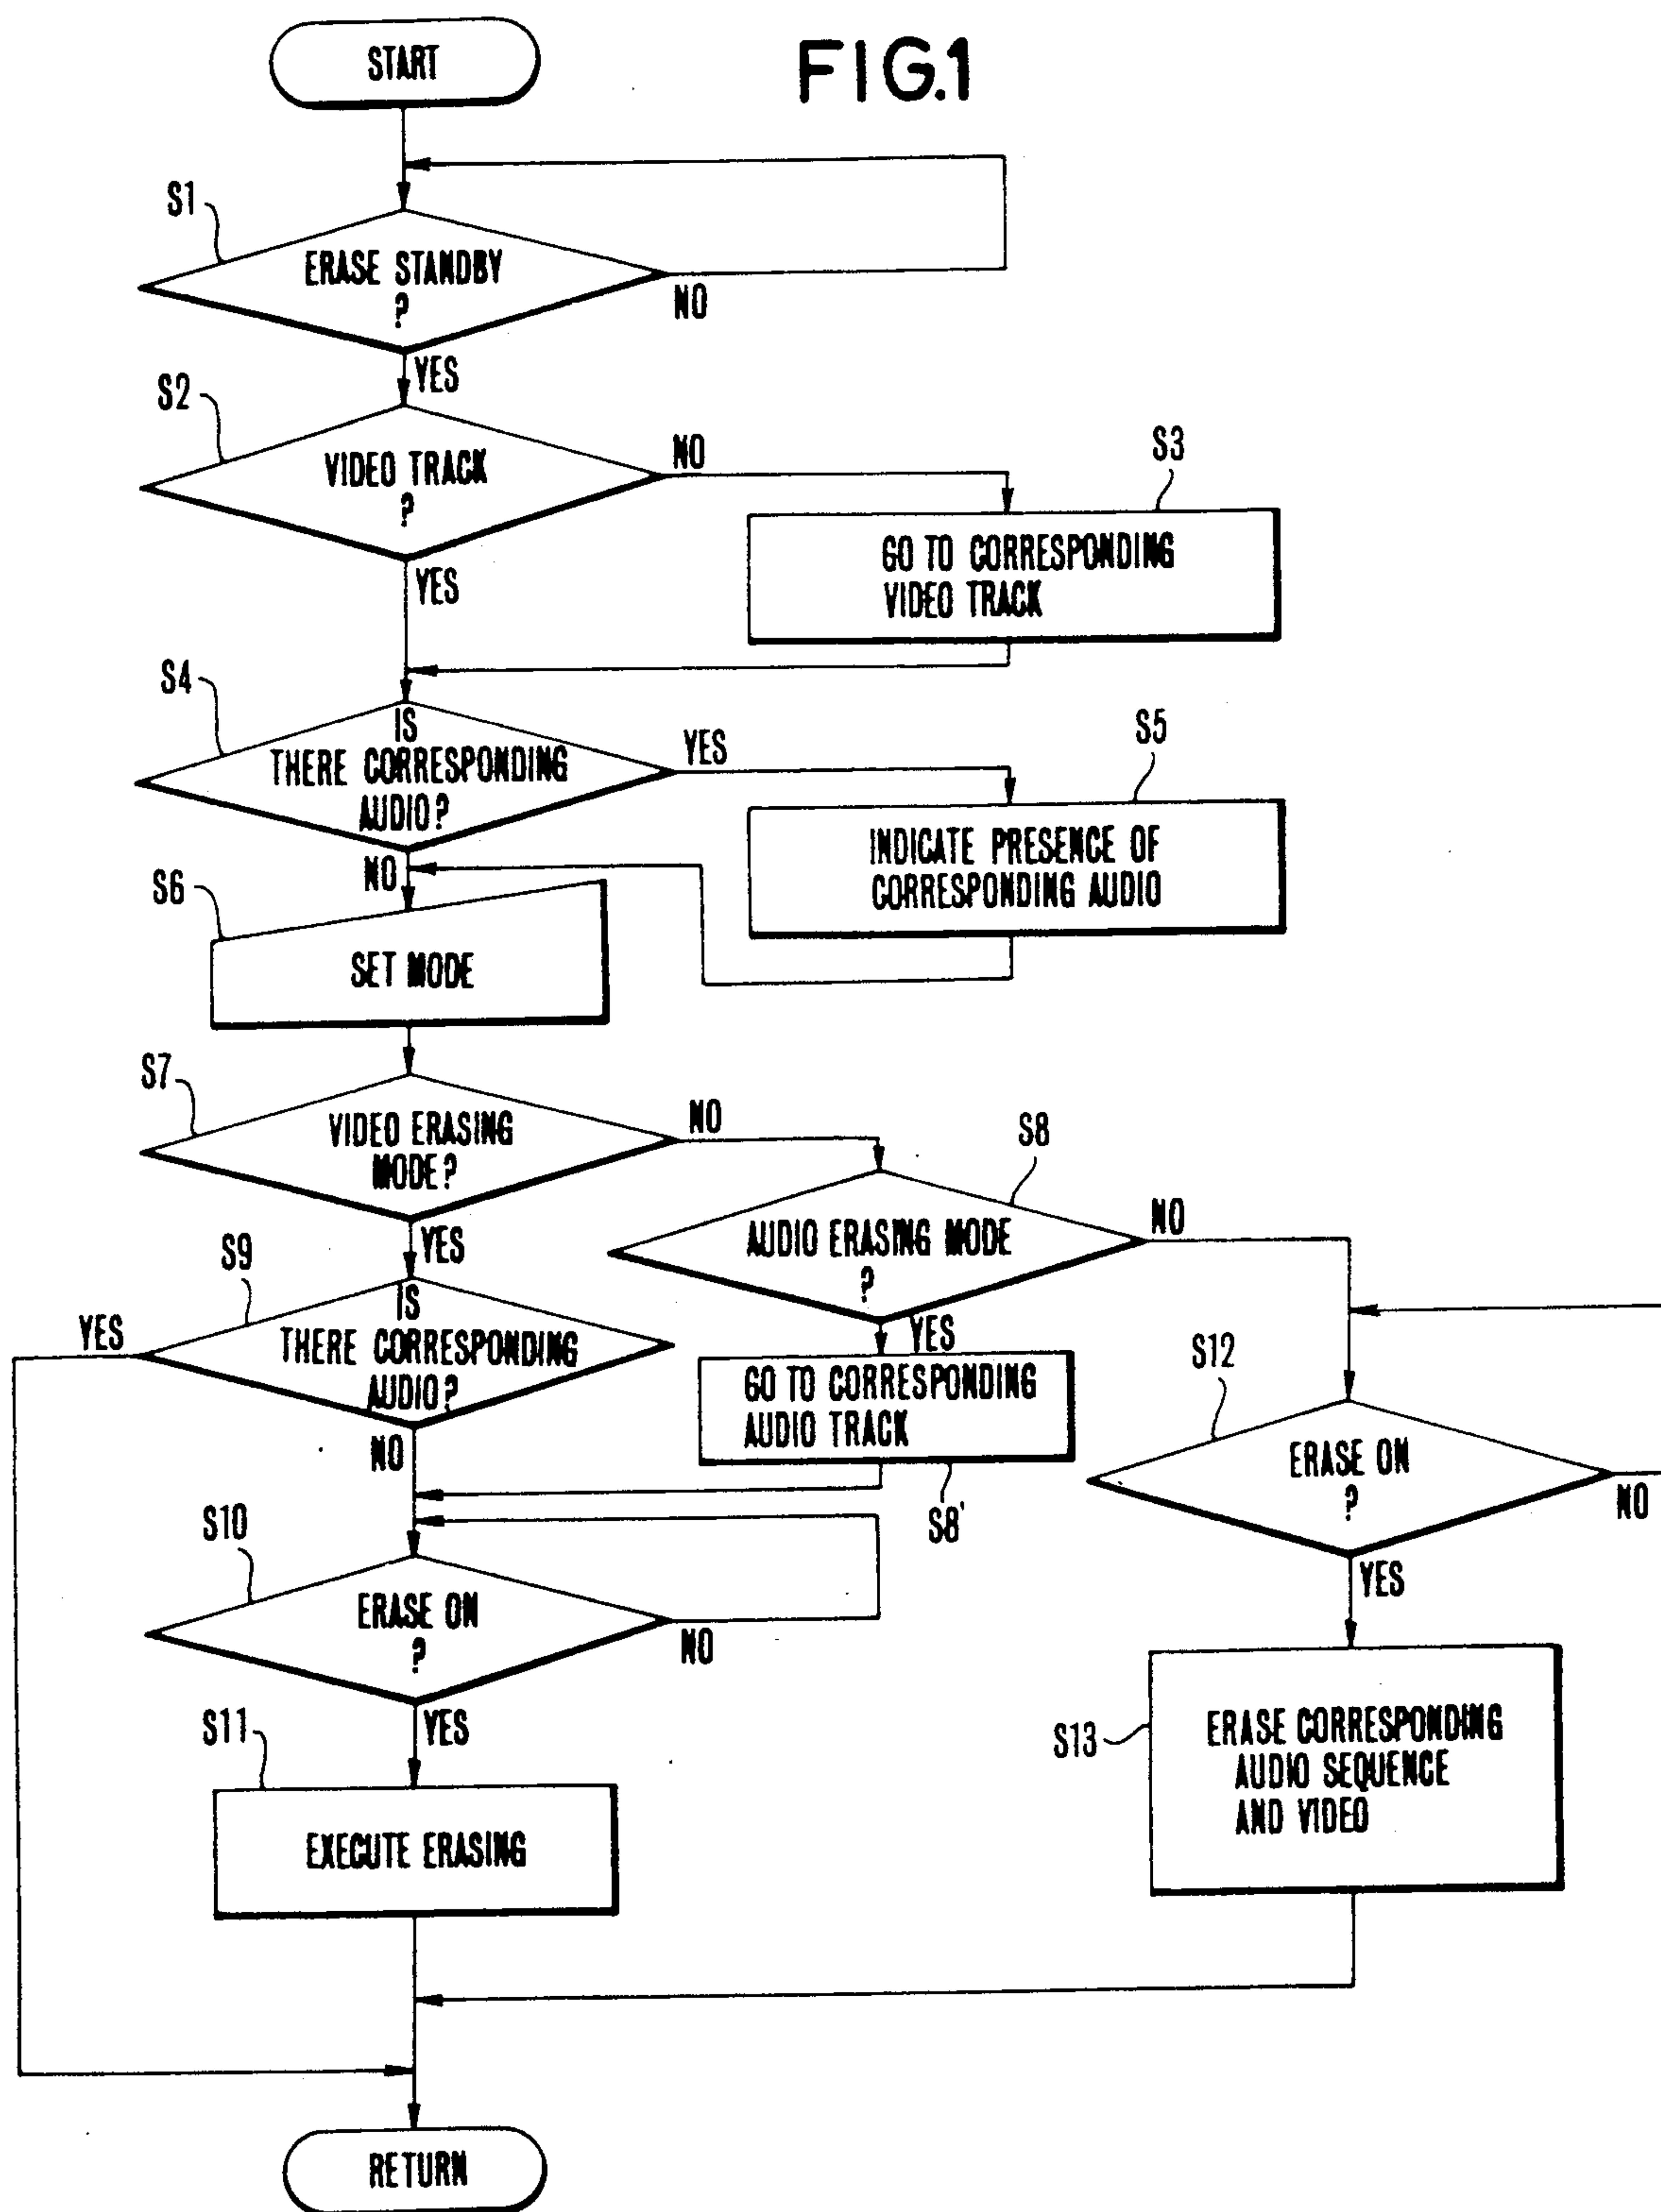 START
FIG.1
S1
ERASE STANDBY
?
NO
YES
S2
VIDEO TRACK
?
NO
S3
GO TO CORRESPONDING
VIDEO TRACK
YES
S4
IS
THERE CORRESPONDING
AUDIO?
YES
S5
INDICATE PRESENCE OF
CORRESPONDING AUDIO
NO
S6
SET MODE
S7
VIDEO ERASING
MODE?
NO
S8
AUDIO ERASING MODE
?
NO
YES
YES
S9
IS
THERE CORRESPONDING
AUDIO?
YES
NO
GO TO CORRESPONDING
AUDIO TRACK
S8'
S12
ERASE ON
?
NO
YES
S10
ERASE ON
?
NO
YES
S11
EXECUTE ERASING
S13
ERASE CORRESPONDING
AUDIO SEQUENCE
AND VIDEO
RETURN